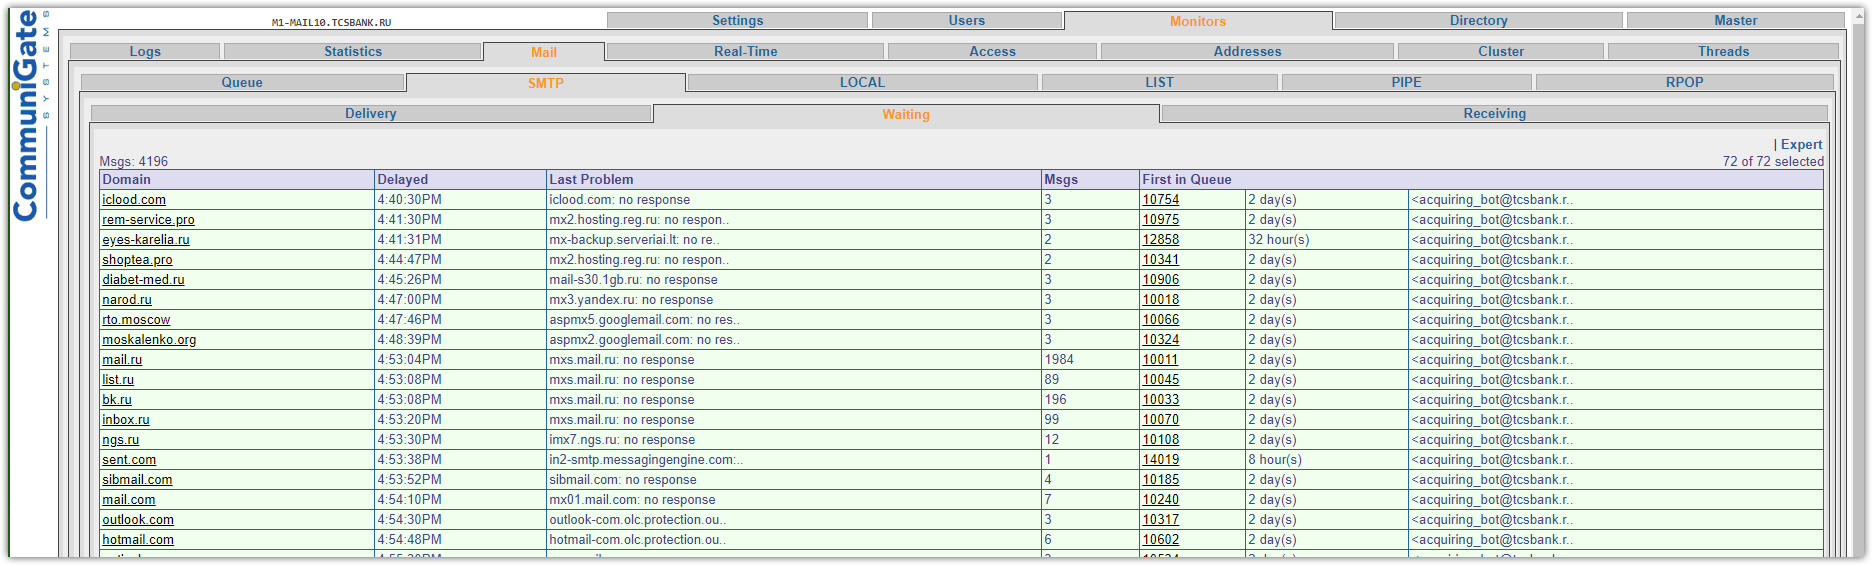 CommuniGate
SYSTEMS
M1-MAIL10.TCSBANK.RU
Settings Users Monitors Directory Master
Logs Statistics Mail Real-Time Access Addresses Cluster Threads
Queue SMTP LOCAL LIST PIPE RPOP
Delivery Waiting Receiving
| Expert
Msgs: 4196 72 of 72 selected
Domain Delayed Last Problem Msgs First in Queue
iclood.com 4:40:30PM iclood.com: no response 3 10754 2 day(s) <acquiring_bot@tcsbank.r..
rem-service.pro 4:41:30PM mx2.hosting.reg.ru: no respon.. 3 10975 2 day(s) <acquiring_bot@tcsbank.r..
eyes-karelia.ru 4:41:31PM mx-backup.serveriai.lt: no re.. 2 12858 32 hour(s) <acquiring_bot@tcsbank.r..
shoptea.pro 4:44:47PM mx2.hosting.reg.ru: no respon.. 2 10341 2 day(s) <acquiring_bot@tcsbank.r..
diabet-med.ru 4:45:26PM mail-s30.1gb.ru: no response 3 10906 2 day(s) <acquiring_bot@tcsbank.r..
narod.ru 4:47:00PM mx3.yandex.ru: no response 3 10018 2 day(s) <acquiring_bot@tcsbank.r..
rto.moscow 4:47:46PM aspmx5.googlemail.com: no res.. 3 10066 2 day(s) <acquiring_bot@tcsbank.r..
moskalenko.org 4:48:39PM aspmx2.googlemail.com: no res.. 3 10324 2 day(s) <acquiring_bot@tcsbank.r..
mail.ru 4:53:04PM mxs.mail.ru: no response 1984 10011 2 day(s) <acquiring_bot@tcsbank.r..
list.ru 4:53:08PM mxs.mail.ru: no response 89 10045 2 day(s) <acquiring_bot@tcsbank.r..
bk.ru 4:53:08PM mxs.mail.ru: no response 196 10033 2 day(s) <acquiring_bot@tcsbank.r..
inbox.ru 4:53:20PM mxs.mail.ru: no response 99 10070 2 day(s) <acquiring_bot@tcsbank.r..
ngs.ru 4:53:30PM imx7.ngs.ru: no response 12 10108 2 day(s) <acquiring_bot@tcsbank.r..
sent.com 4:53:38PM in2-smtp.messagingengine.com:.. 1 14019 8 hour(s) <acquiring_bot@tcsbank.r..
sibmail.com 4:53:52PM sibmail.com: no response 4 10185 2 day(s) <acquiring_bot@tcsbank.r..
mail.com 4:54:10PM mx01.mail.com: no response 7 10240 2 day(s) <acquiring_bot@tcsbank.r..
outlook.com 4:54:30PM outlook-com.olc.protection.ou.. 3 10317 2 day(s) <acquiring_bot@tcsbank.r..
hotmail.com 4:54:48PM hotmail-com.olc.protection.ou.. 6 10602 2 day(s) <acquiring_bot@tcsbank.r..